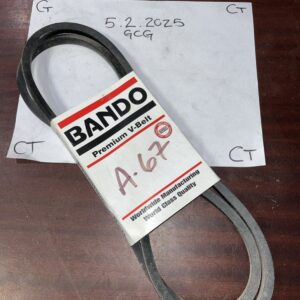 G
CT
5.2.2025
GCG
BANDO
Premium V-Belt
A-67
Worldwide Manufacturing
World Class Quality
CT
CT